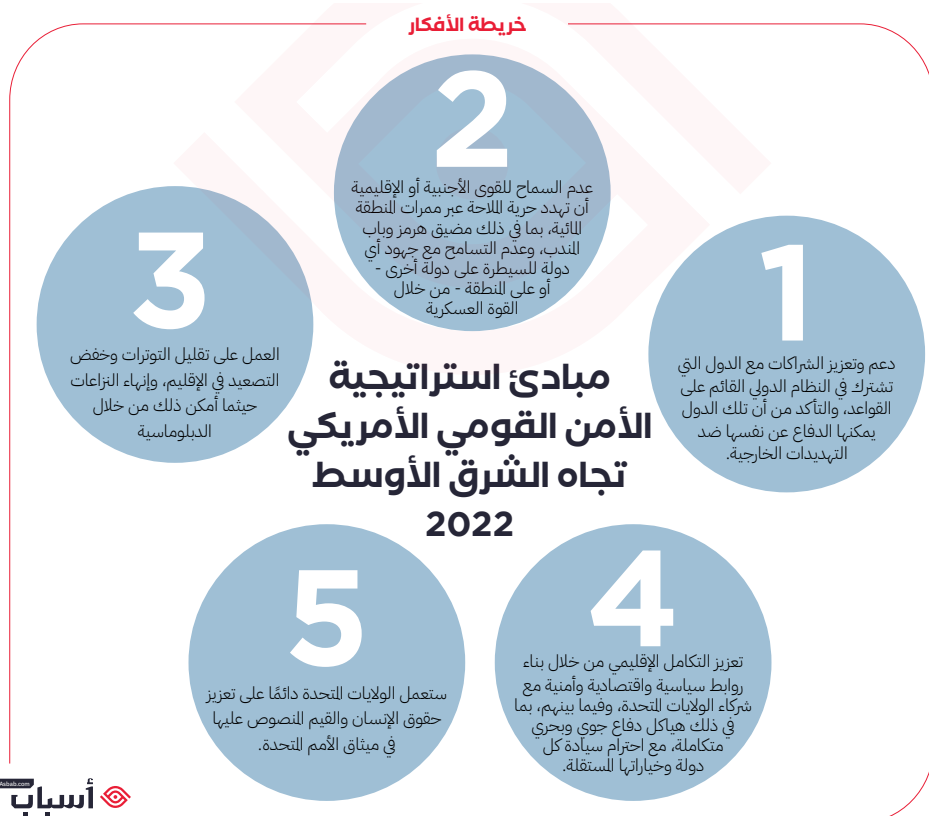 خريطة الأفكار
1
دعم وتعزيز الشراكات مع الدول التي
تشترك في النظام الدولي القائم على
القواعد، والتأكد من أن تلك الدول
يمكنها الدفاع عن نفسها ضد
التهديدات الخارجية.
2
عدم السماح للقوى الأجنبية أو الإقليمية
أن تهدد حرية الملاحة عبر ممرات المنطقة
المائية، بما في ذلك مضيق هرمز وباب
المندب، وعدم التسامح مع جهود أي
دولة للسيطرة على دولة أخرى -
أو على المنطقة - من خلال
القوة العسكرية
3
العمل على تقليل التوترات وخفض
التصعيد في الإقليم، وإنهاء النزاعات
حيثما أمكن ذلك من خلال
الدبلوماسية
مبادئ استراتيجية
الأمن القومي الأمريكي
تجاه الشرق الأوسط
2022
4
تعزيز التكامل الإقليمي من خلال بناء
روابط سياسية واقتصادية وأمنية مع
شركاء الولايات المتحدة، وفيما بينهم، بما
في ذلك هياكل دفاع جوي وبحري
متكاملة، مع احترام سيادة كل
دولة وخياراتها المستقلة.
5
ستعمل الولايات المتحدة دائمًا على تعزيز
حقوق الإنسان والقيم المنصوص عليها
في ميثاق الأمم المتحدة.
أسباب
Asbab.com